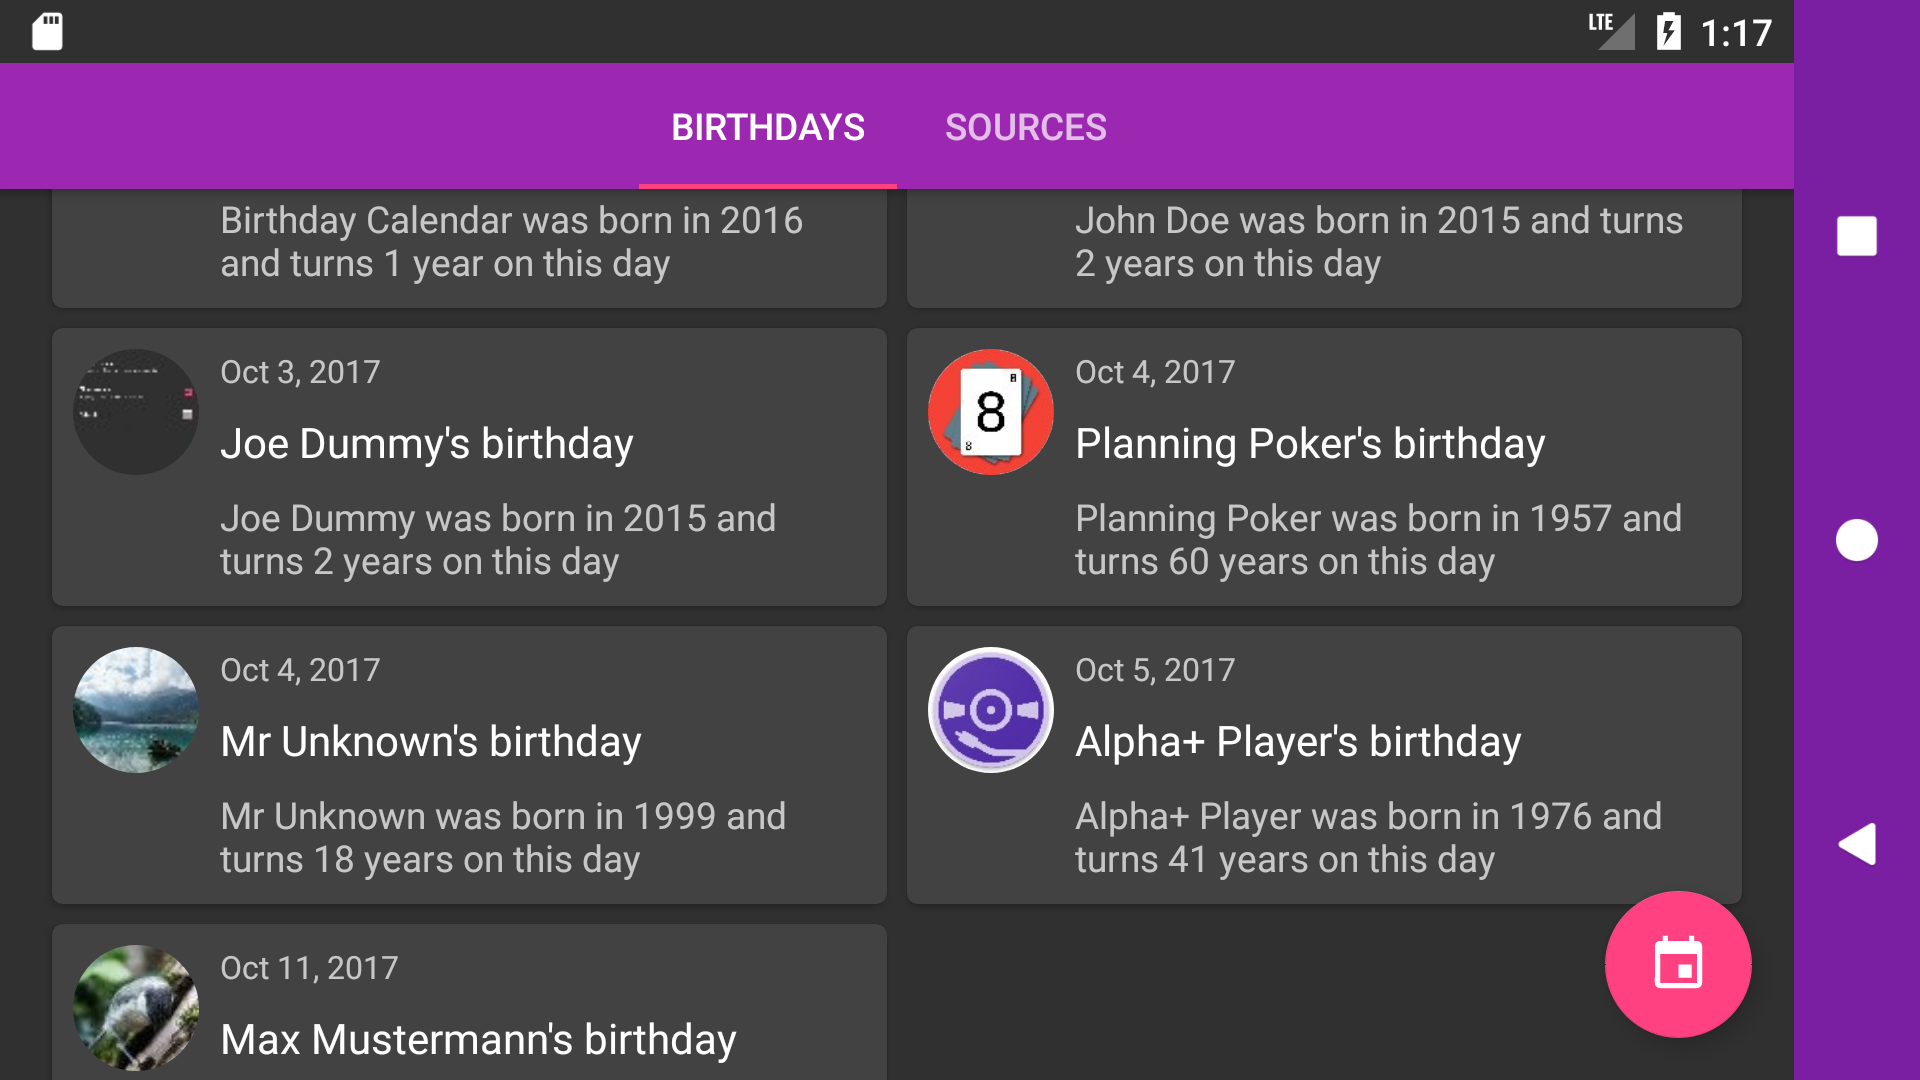 LTE 1:17
BIRTHDAYS SOURCES
Birthday Calendar was born in 2016
and turns 1 year on this day
John Doe was born in 2015 and turns
2 years on this day
Oct 3, 2017
Joe Dummy's birthday
Joe Dummy was born in 2015 and
turns 2 years on this day
8
8
8
Oct 4, 2017
Planning Poker's birthday
Planning Poker was born in 1957 and
turns 60 years on this day
Oct 4, 2017
Mr Unknown's birthday
Mr Unknown was born in 1999 and
turns 18 years on this day
Oct 5, 2017
Alpha+ Player's birthday
Alpha+ Player was born in 1976 and
turns 41 years on this day
Oct 11, 2017
Max Mustermann's birthday